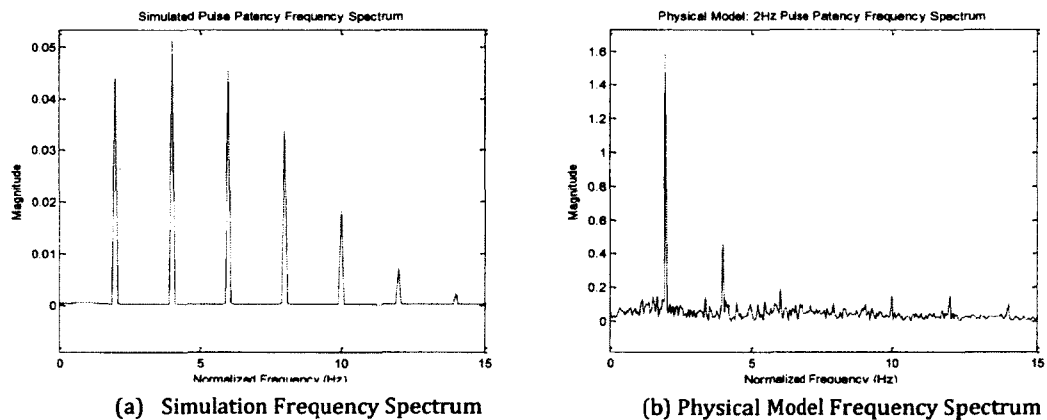 Simulated Pulse Patency Frequency Spectrum
0.05
0.04
0.03
0.02
0.01
0
Magnitude
0 5 10 15
Normalized Frequency (Hz)
(a) Simulation Frequency Spectrum
Physical Model: 2Hz Pulse Patency Frequency Spectrum
1.6
1.4
1.2
1
0.8
0.6
0.4
0.2
0
Magnitude
0 5 10 15
Normalized Frequency (Hz)
(b) Physical Model Frequency Spectrum